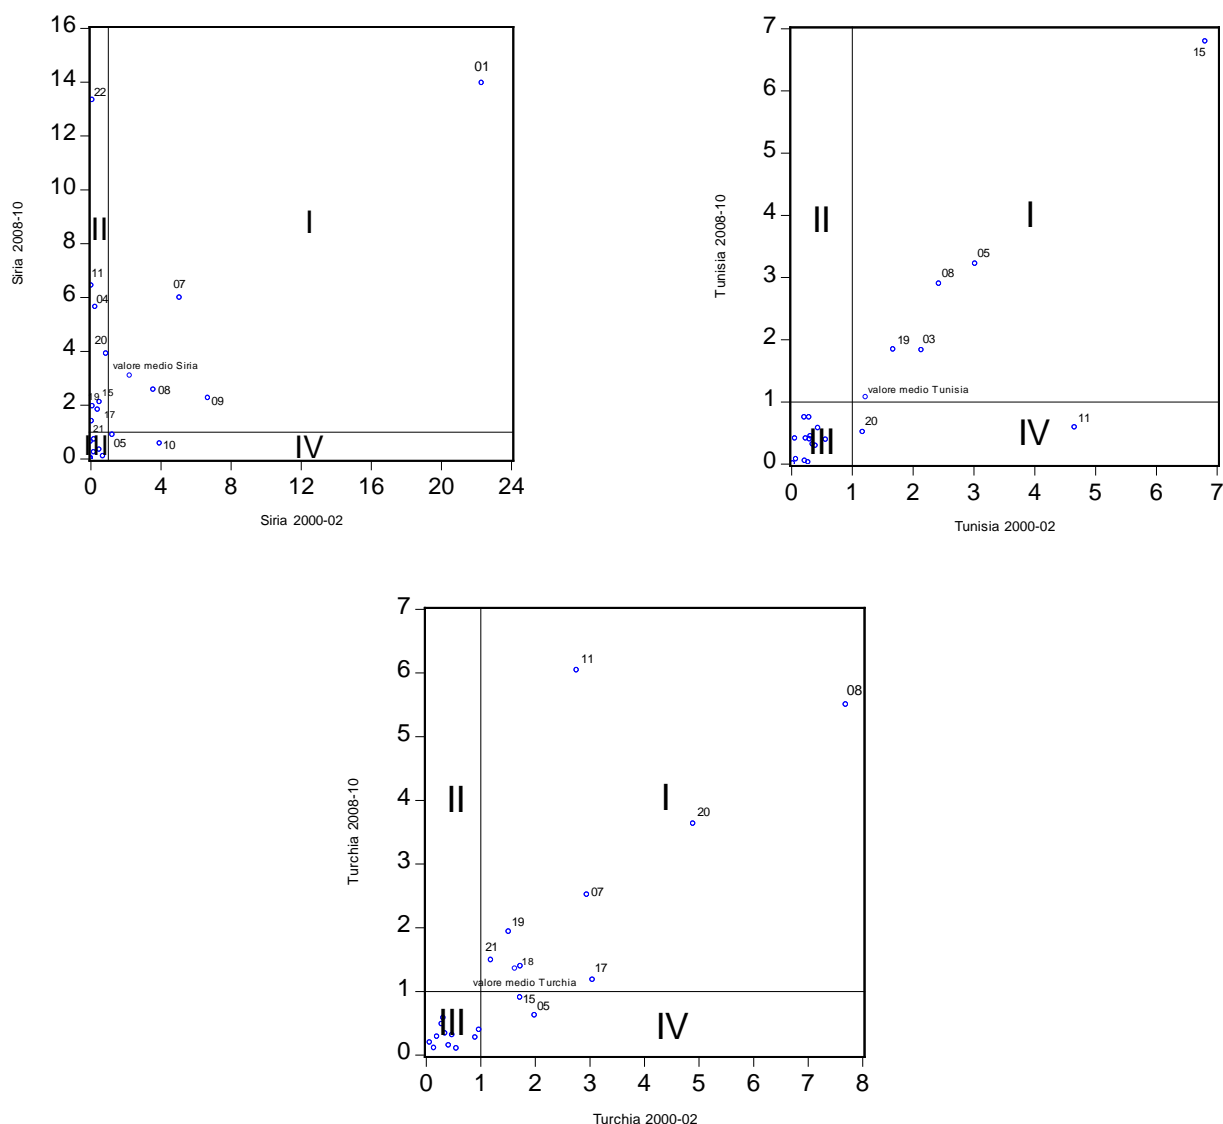 16
14
12
10
8
6
4
2
0
Siria 2008-10
01
22
II
I
11
04
07
20
valore medio Siria
08
09
19
15
17
21
III
05
10
IV
0 4 8 12 16 20 24
Siria 2000-02
7
6
5
4
3
2
1
0
Tunisia 2008-10
15
II
I
05
08
19
03
valore medio Tunisia
20
11
III
IV
0 1 2 3 4 5 6 7
Tunisia 2000-02
7
6
5
4
3
2
1
0
Turchia 2008-10
11
08
II
I
20
07
19
21
18
17
valore medio Turchia
15
05
III
IV
0 1 2 3 4 5 6 7 8
Turchia 2000-02